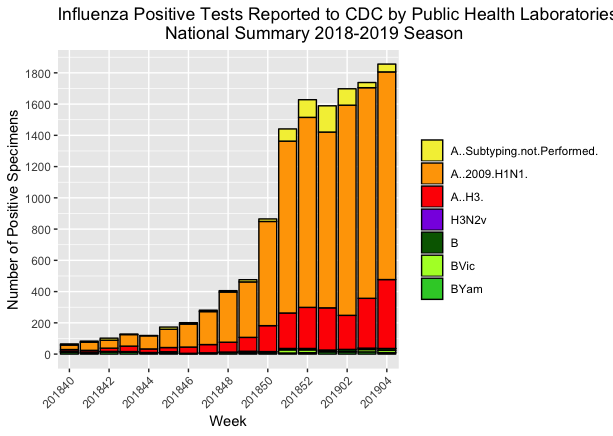 Influenza Positive Tests Reported to CDC by Public Health Laboratories
National Summary 2018-2019 Season
Number of Positive Specimens
1800
1600
1400
1200
1000
800
600
400
200
0
201840
201842
201844
201846
201848
201850
201852
201902
201904
Week
A..Subtyping.not.Performed.
A..2009.H1N1.
A..H3.
H3N2v
B
BVic
BYam